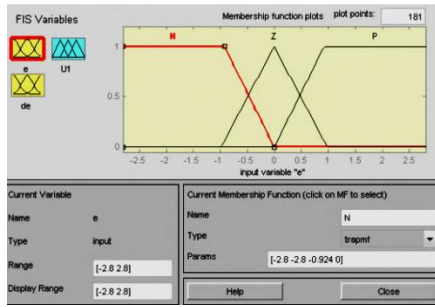 FIS Variables
Membership function plots
plot points:
181
e
U1
de
N
Z
P
1
0.5
0
-2.5 -2 -1.5 -1 -0.5 0 0.5 1 1.5 2 2.5
input variable "e"
Current Variable
Name e
Type input
Range [-2.8 2.8]
Display Range [-2.8 2.8]
Current Membership Function (click on MF to select)
Name N
Type trapmf
Params [-2.8 -2.8 -0.924 0]
Help Close